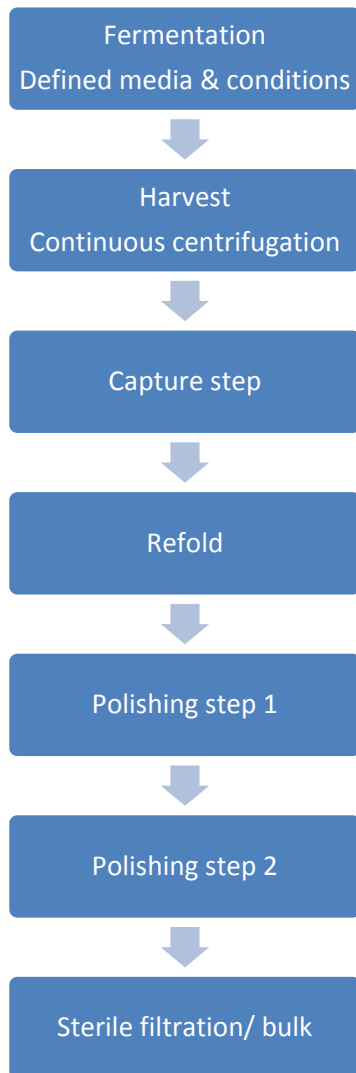 Fermentation
Defined media & conditions
Harvest
Continuous centrifugation
Capture step
Refold
Polishing step 1
Polishing step 2
Sterile filtration/ bulk